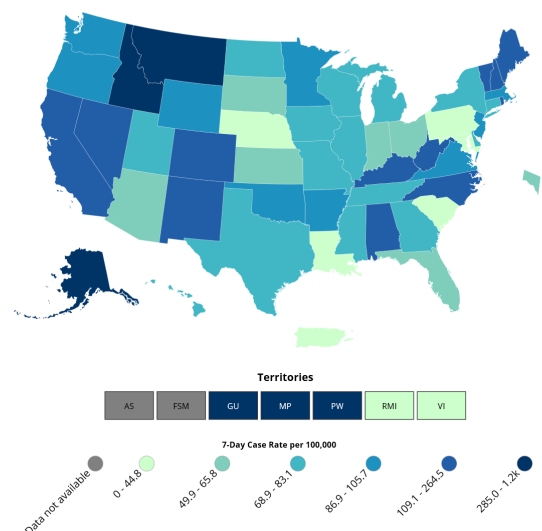 Territories
AS FSM GU MP PW RMI VI
7-Day Case Rate per 100,000
Data not available 0 - 44.8 49.9 - 65.8 68.9 - 83.1 86.9 - 105.7 109.1 - 264.5 285.0 - 1.2k